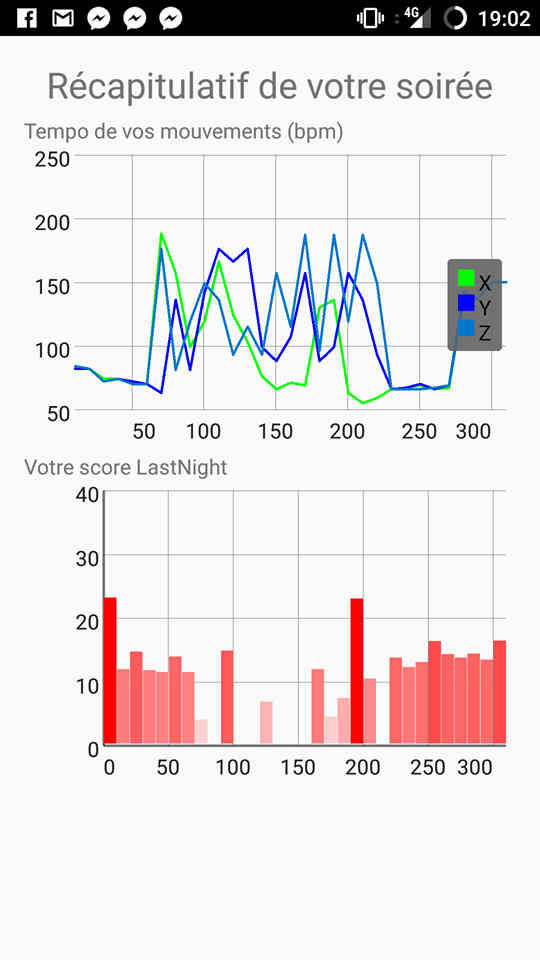 4G 19:02
Récapitulatif de votre soirée
Tempo de vos mouvements (bpm)
250
200
150
100
50
X
Y
Z
50 100 150 200 250 300
Votre score LastNight
40
30
20
10
0
0 50 100 150 200 250 300